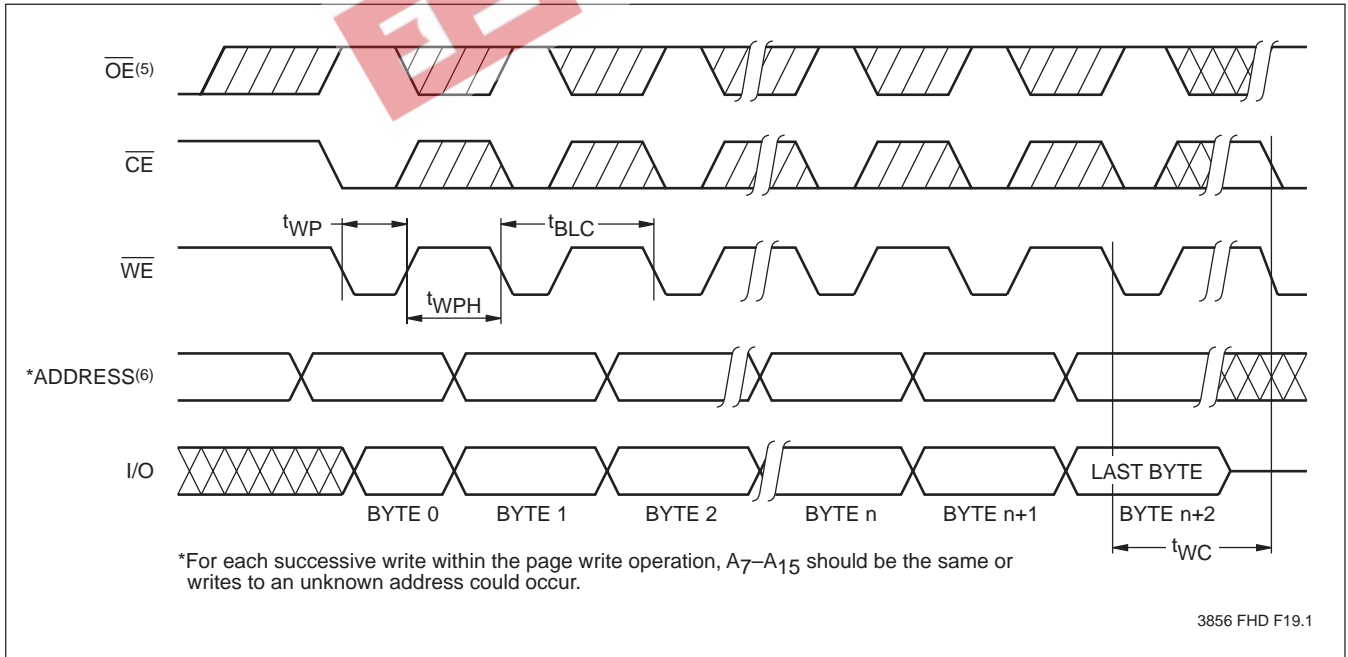 OE(5)
CE
tWP
tBLC
WE
tWPH
*ADDRESS(6)
I/O
LAST BYTE
BYTE 0 BYTE 1 BYTE 2 BYTE n BYTE n+1 BYTE n+2
tWC
*For each successive write within the page write operation, A7–A15 should be the same or
writes to an unknown address could occur.
3856 FHD F19.1